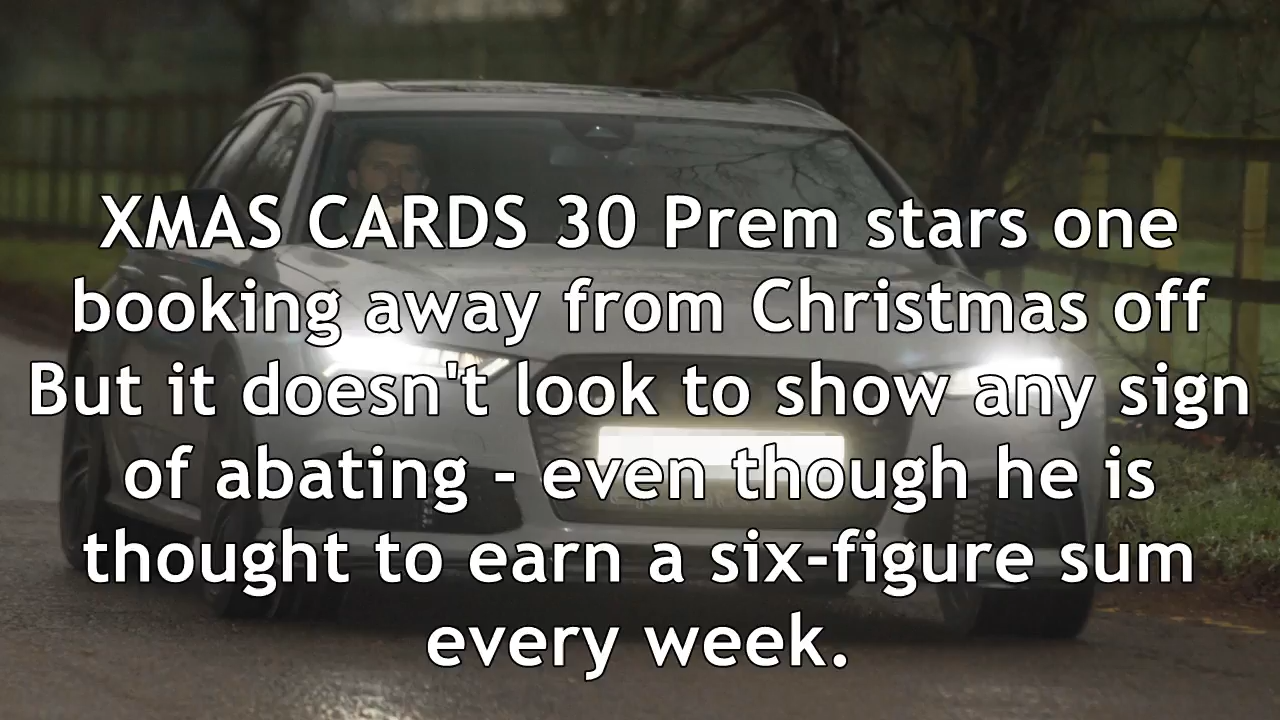 XMAS CARDS 30 Prem stars one
booking away from Christmas off
But it doesn't look to show any sign
of abating - even though he is
thought to earn a six-figure sum
every week.